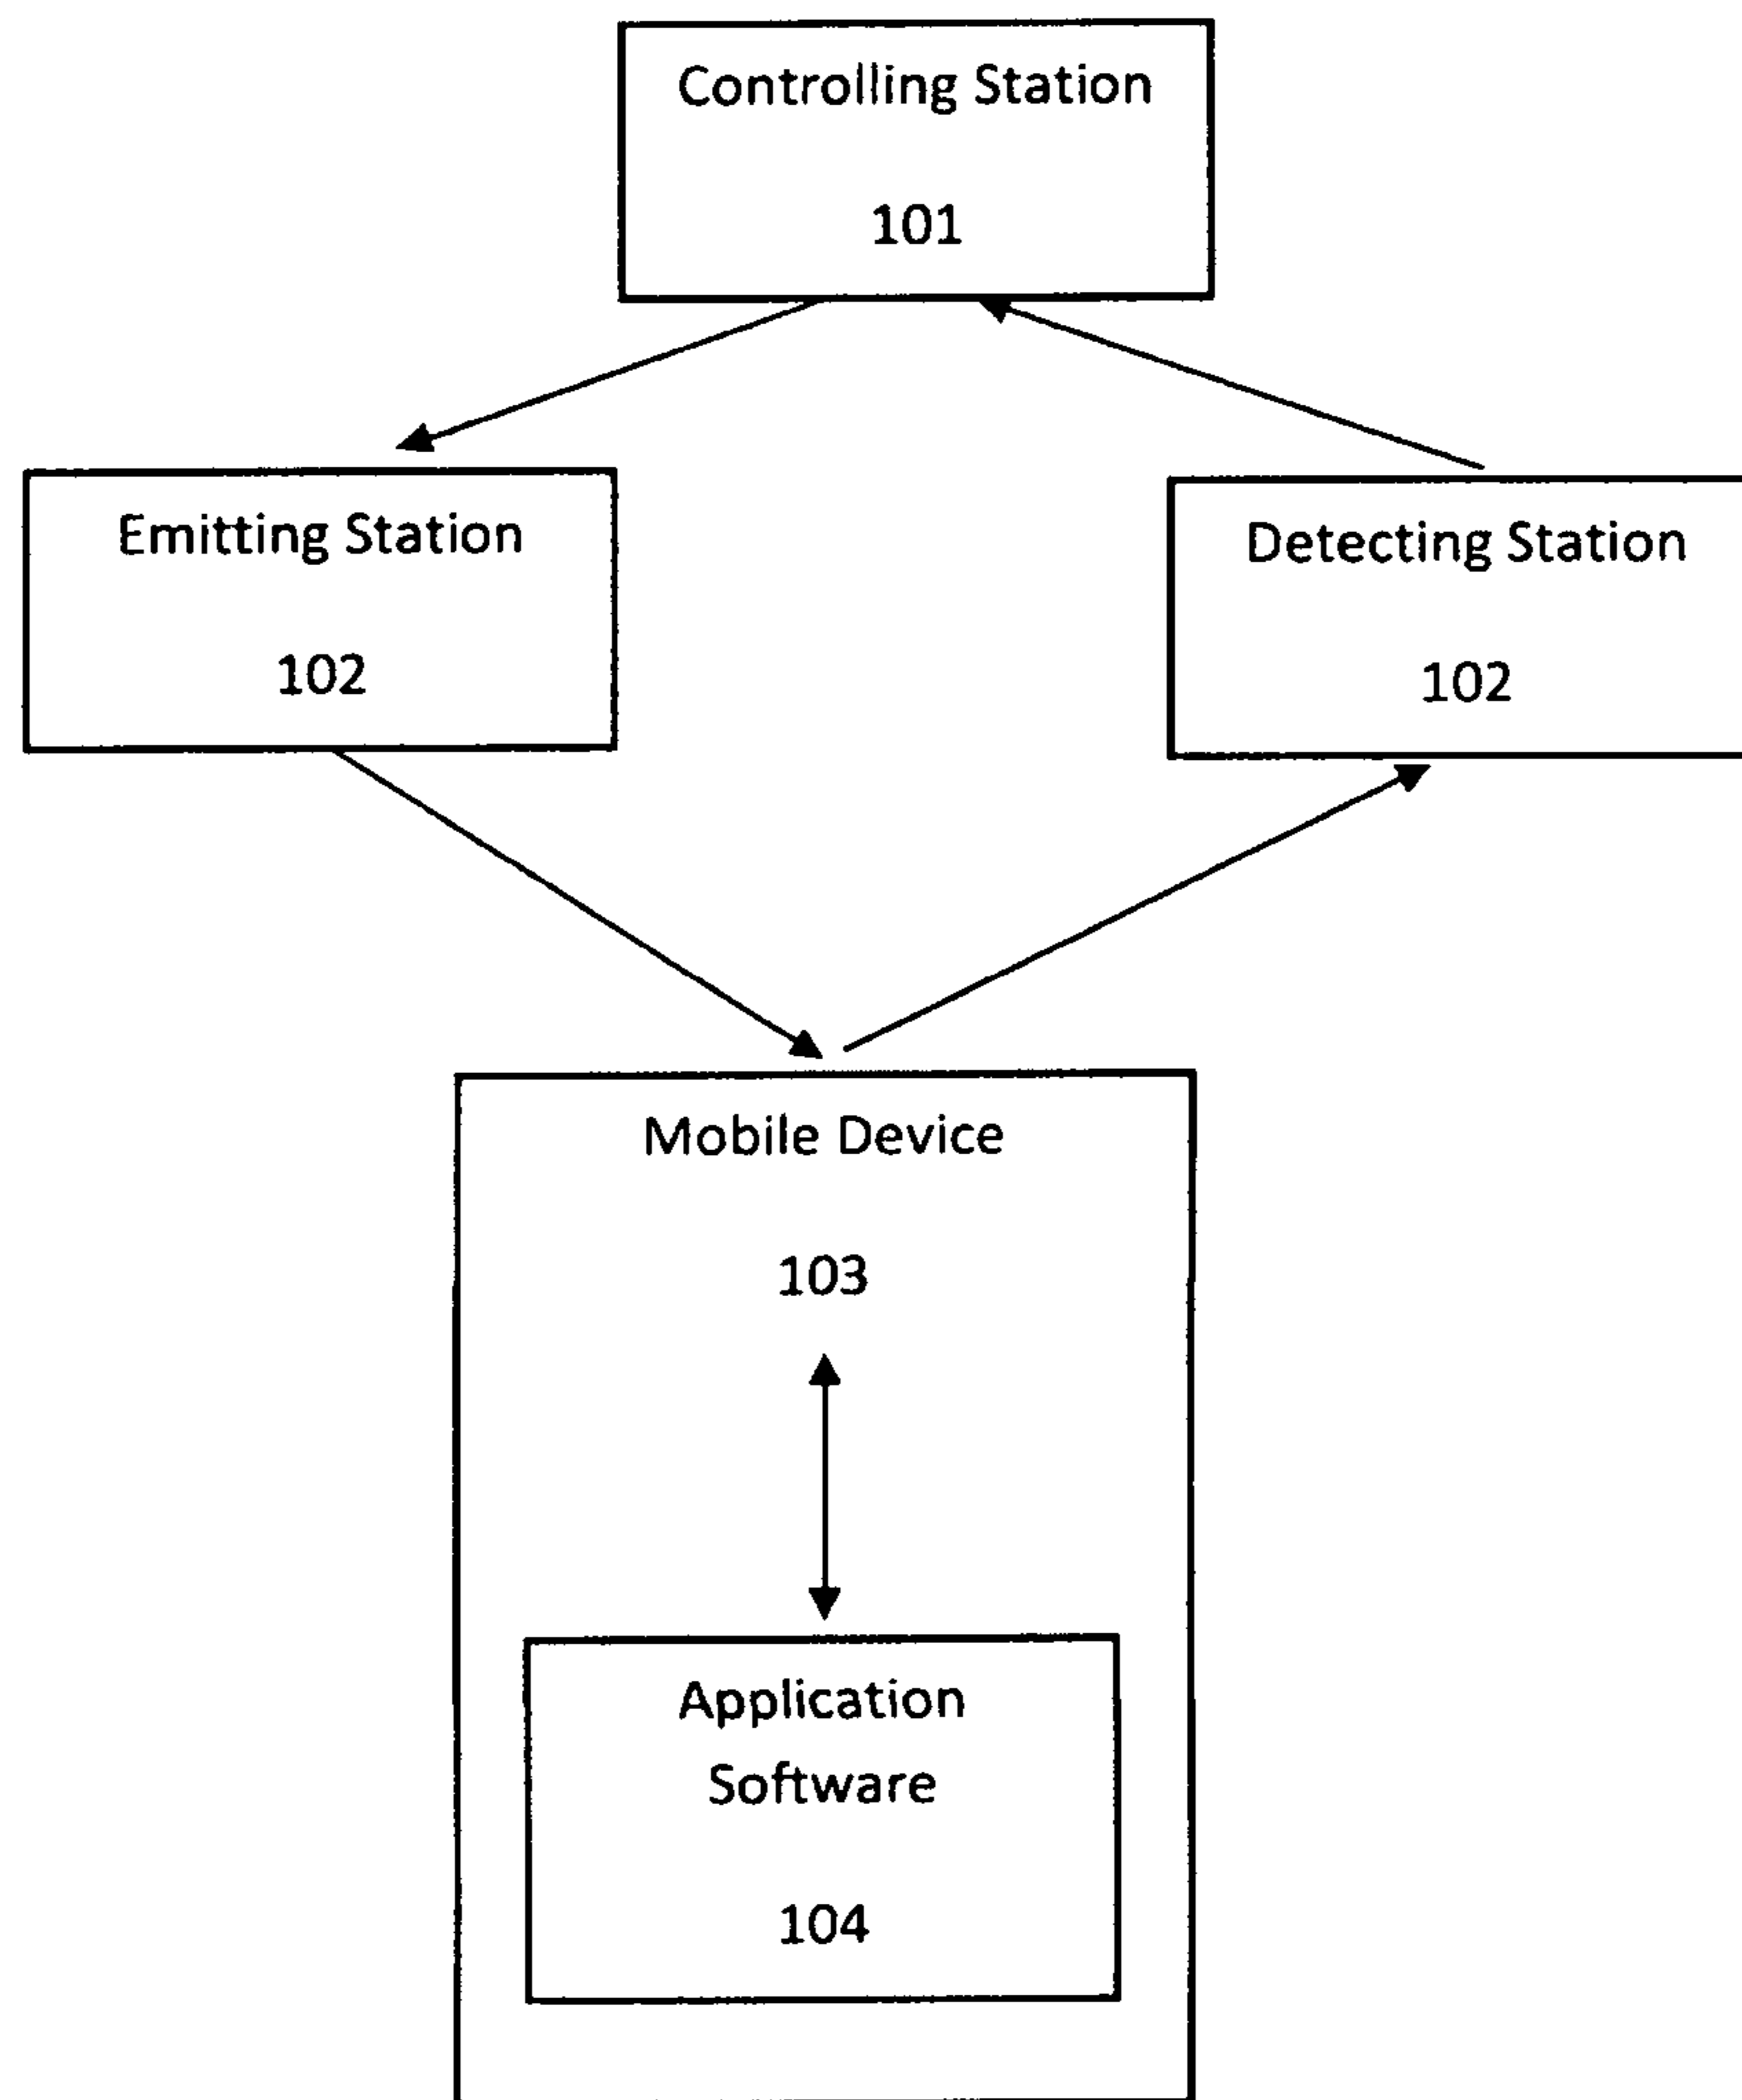 Controlling Station
101
Emitting Station
102
Detecting Station
102
Mobile Device
103
Application
Software
104